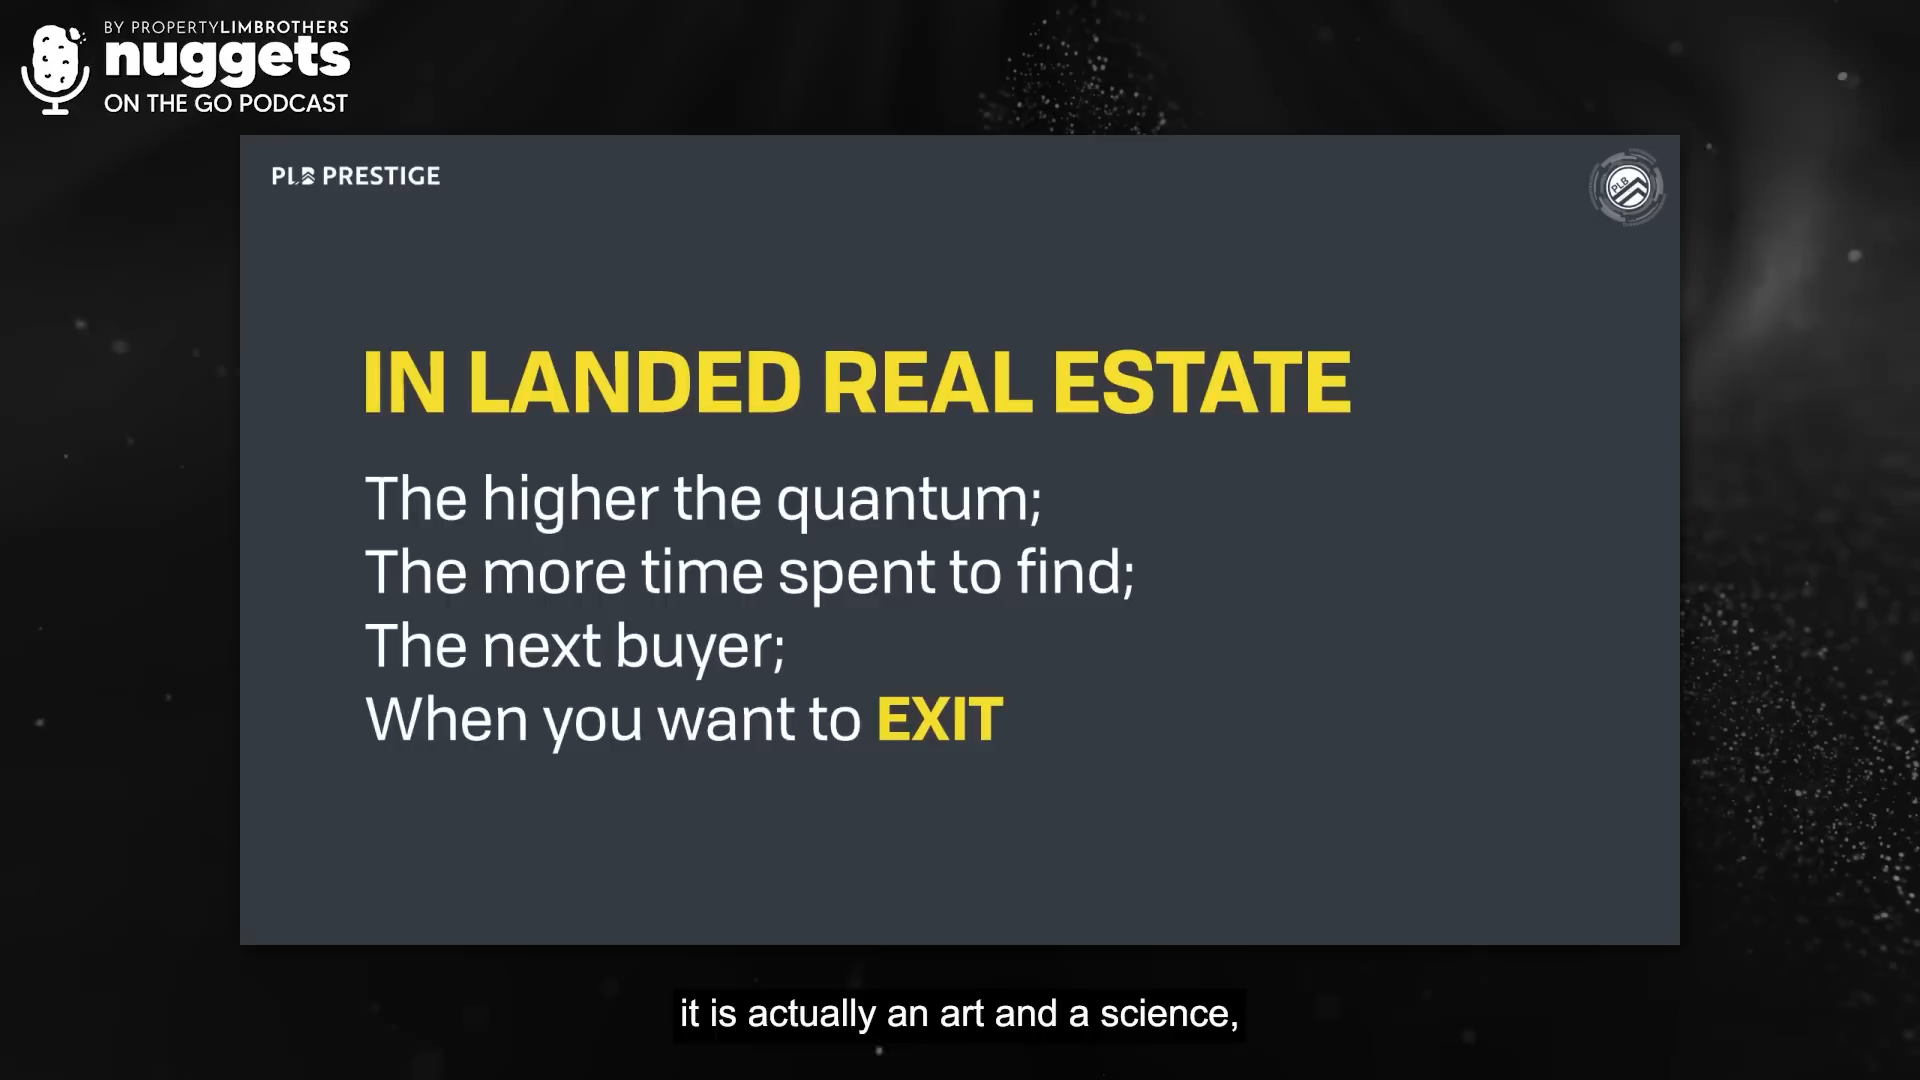 BY PROPERTYLIMBROTHERS
nuggets
ON THE GO PODCAST
PLB PRESTIGE
PLB
IN LANDED REAL ESTATE
The higher the quantum;
The more time spent to find;
The next buyer;
When you want to EXIT
it is actually an art and a science,